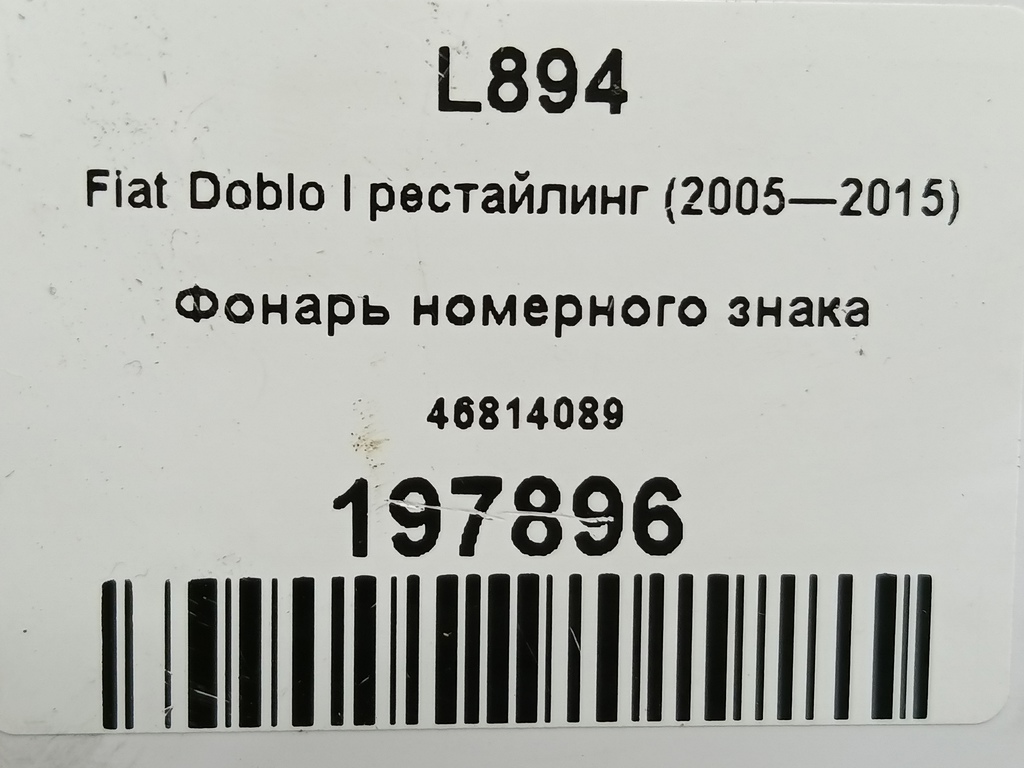 L894
Fiat Doblo I рестайлинг (2005—2015)
Фонарь номерного знака
46814089
197896